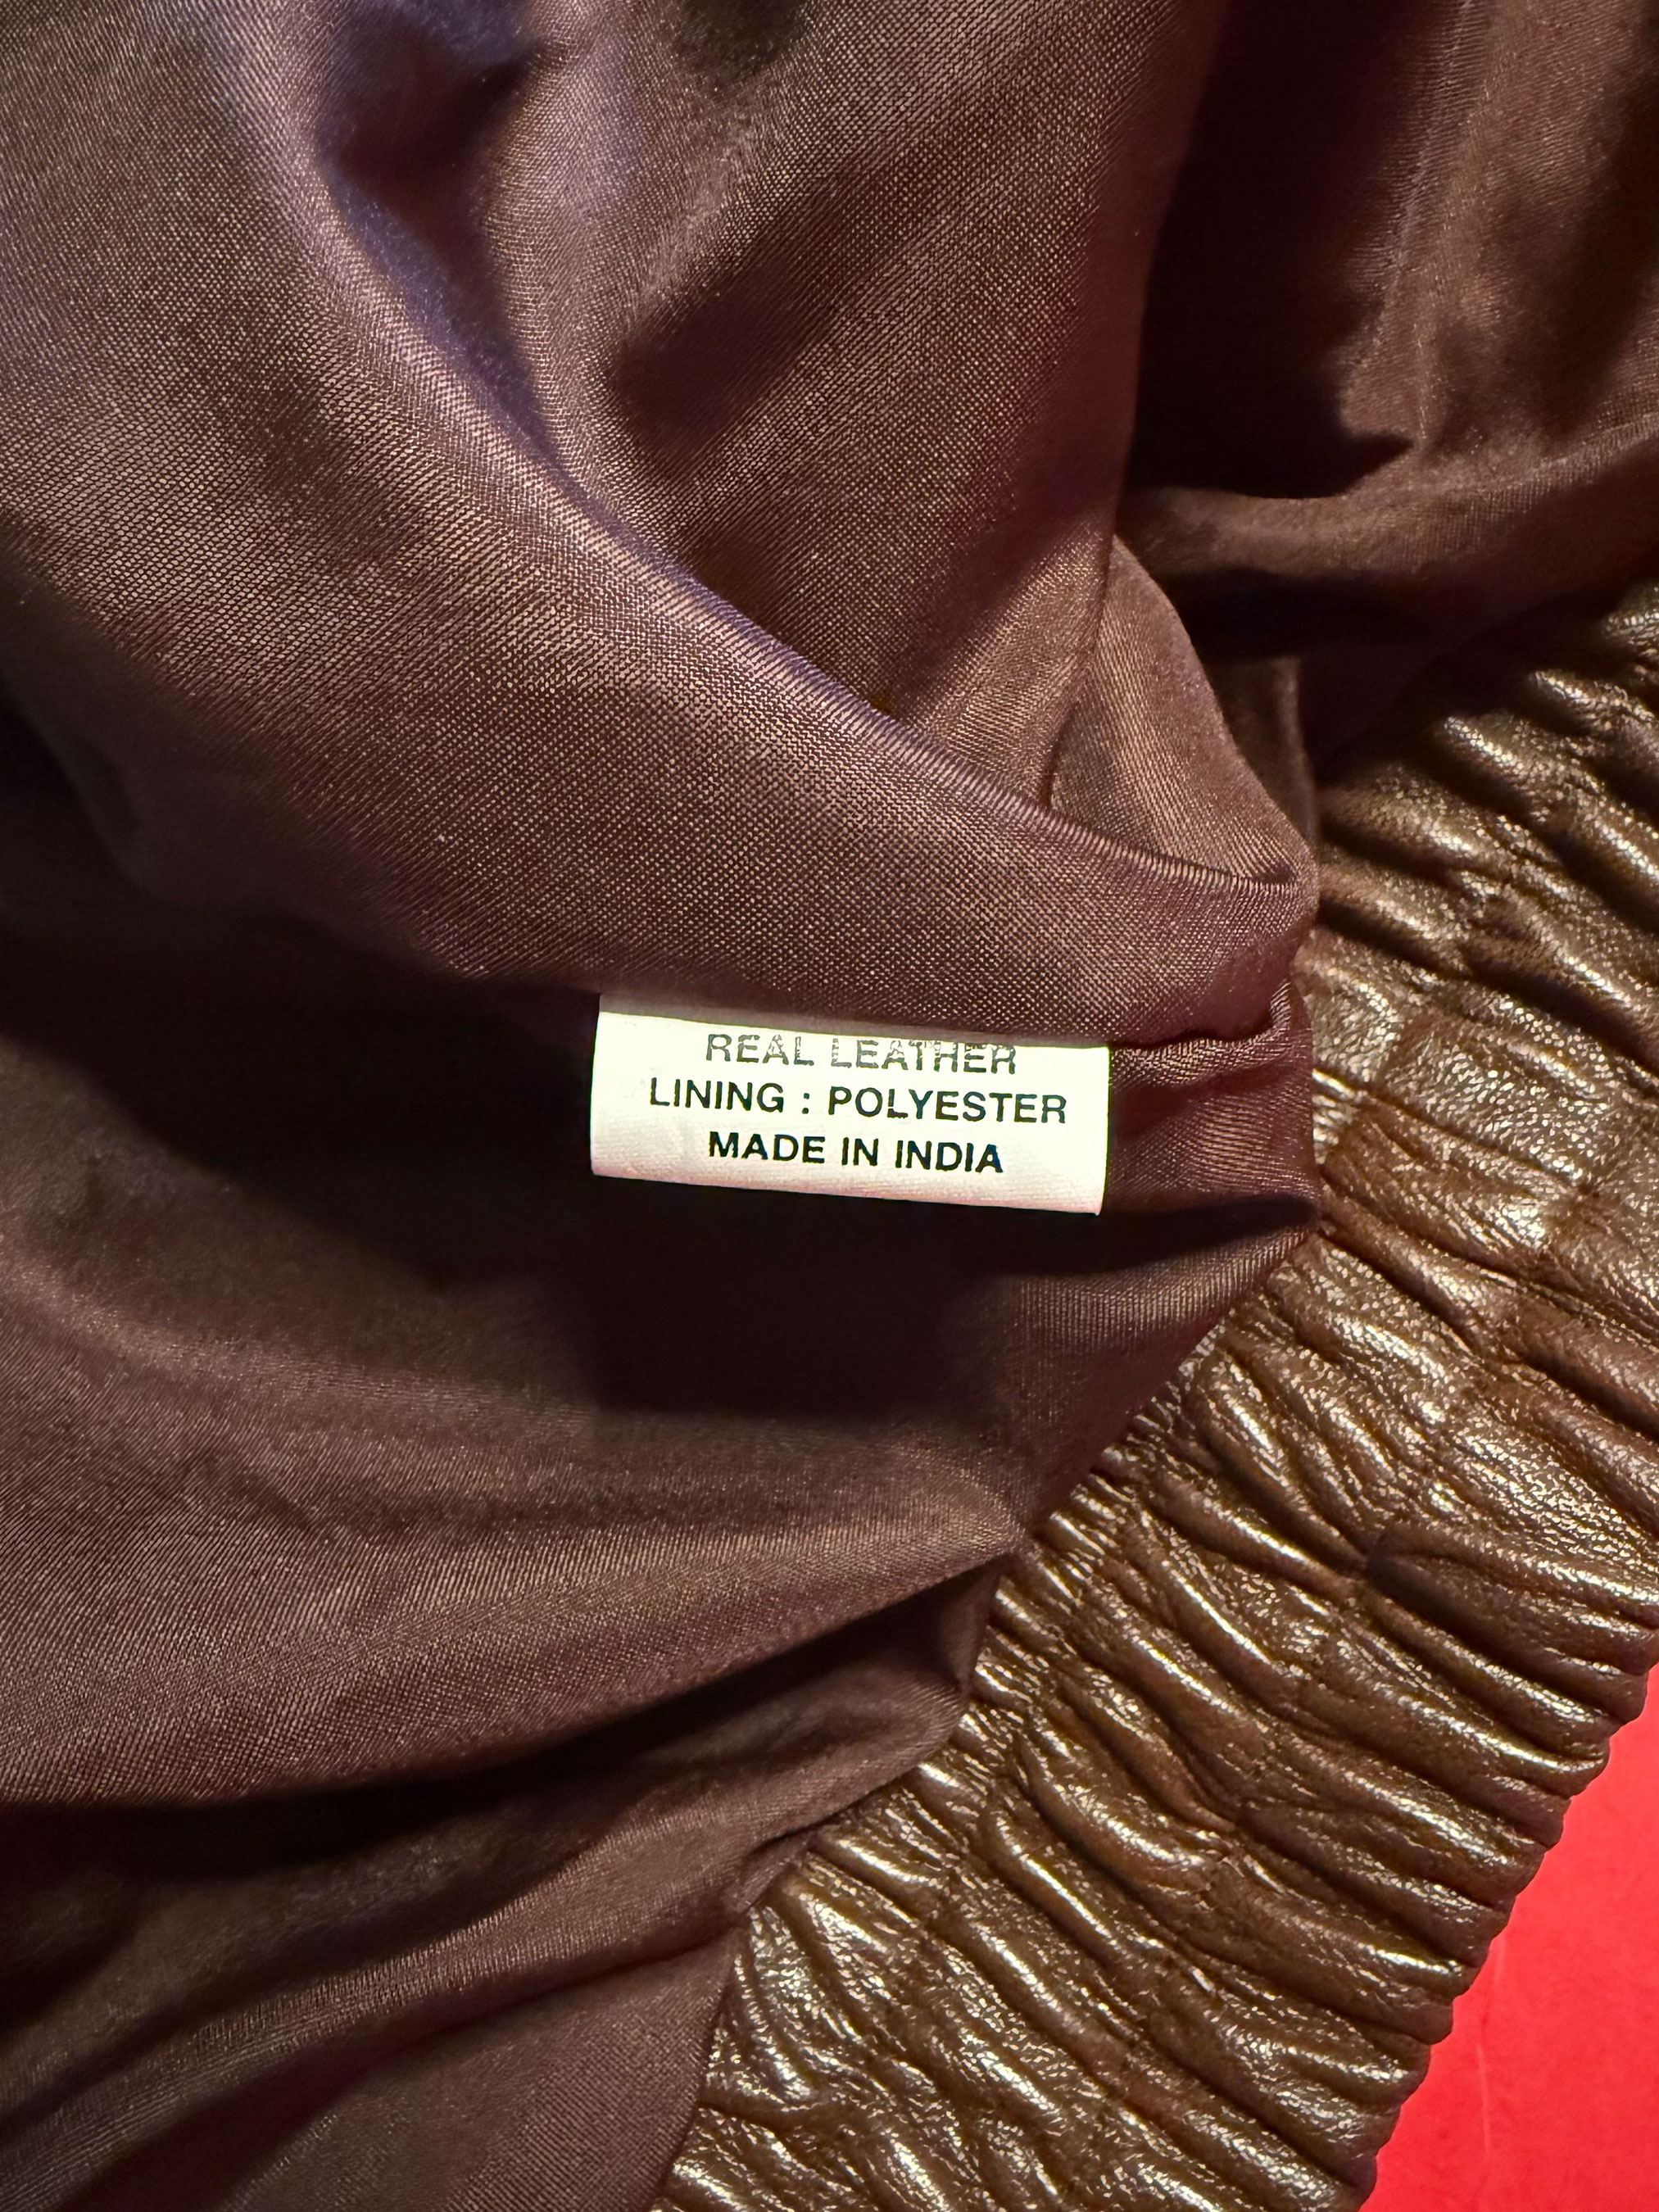 REAL LEATHER
LINING : POLYESTER
MADE IN INDIA